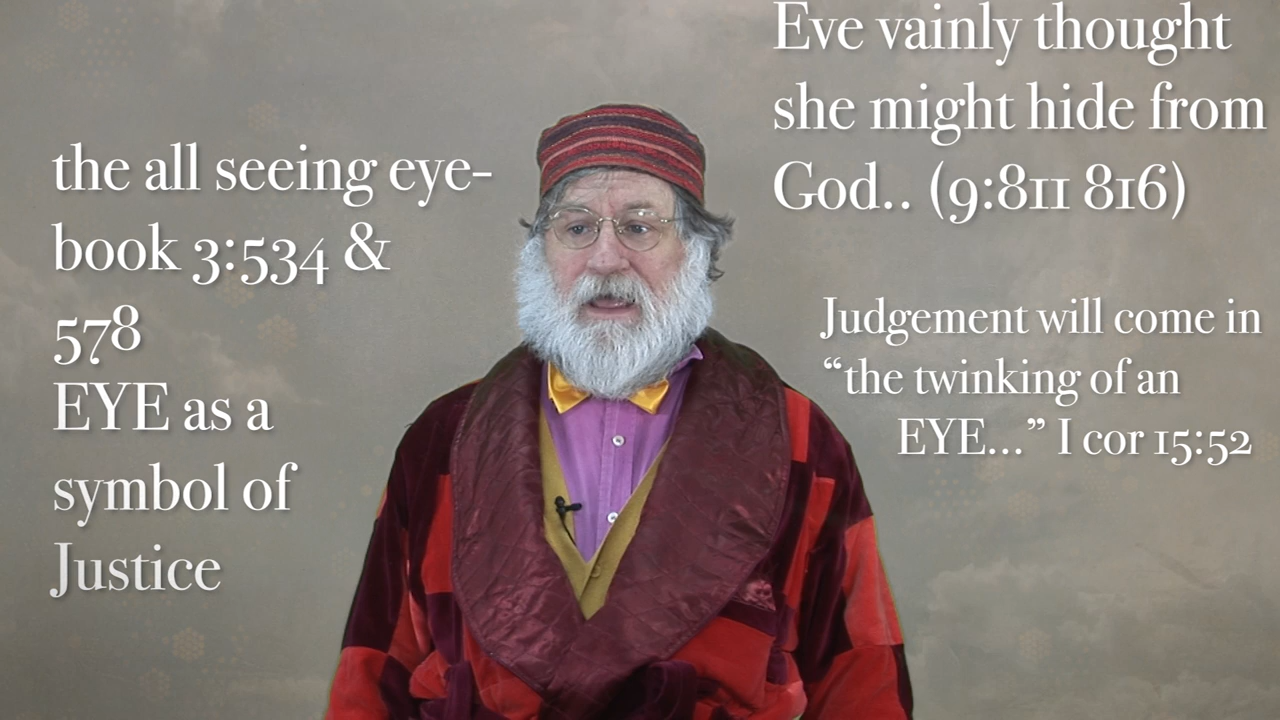 the all seeing eye-
book 3:534 &
578
EYE as a
symbol of
Justice
Eve vainly thought
she might hide from
God.. (9:811 816)
Judgement will come in
“the twinking of an
EYE...” I cor 15:52